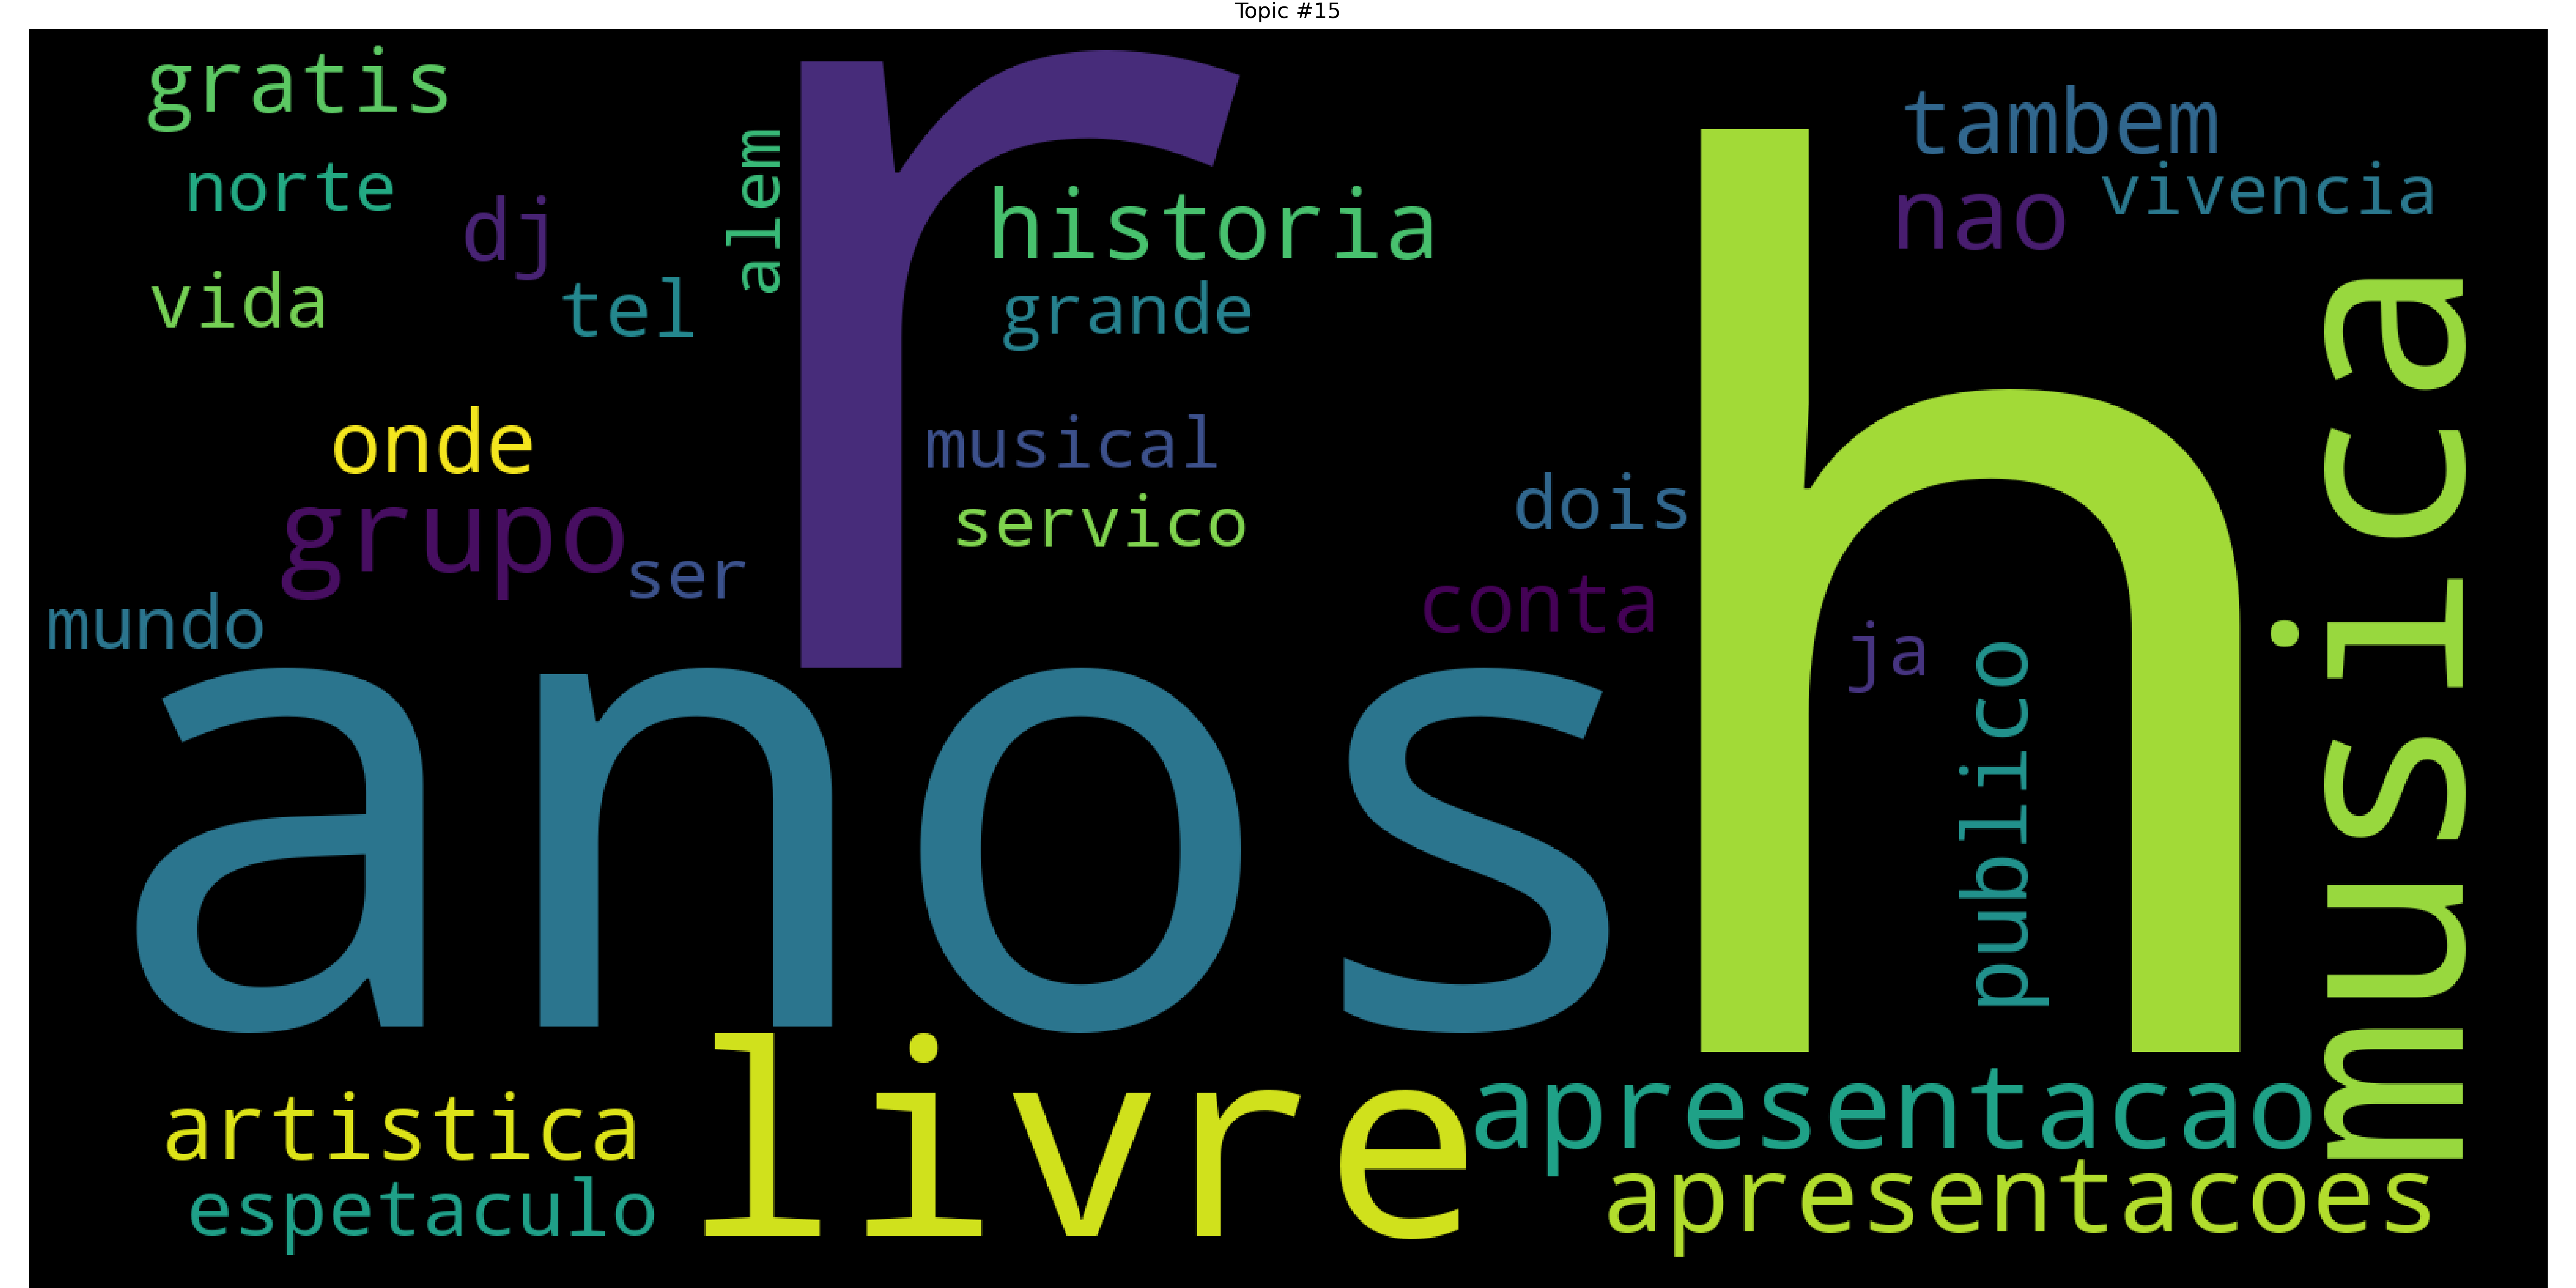 Topic #15
gratis
norte
dj
vida
tel
alem
r
historia
grande
tambem
nao
vivencia
h
musica
onde
grupo
ser
mundo
musical
servico
dois
conta
ja
publico
anos
livre
artistica
espetaculo
apresentacao
apresentacoes